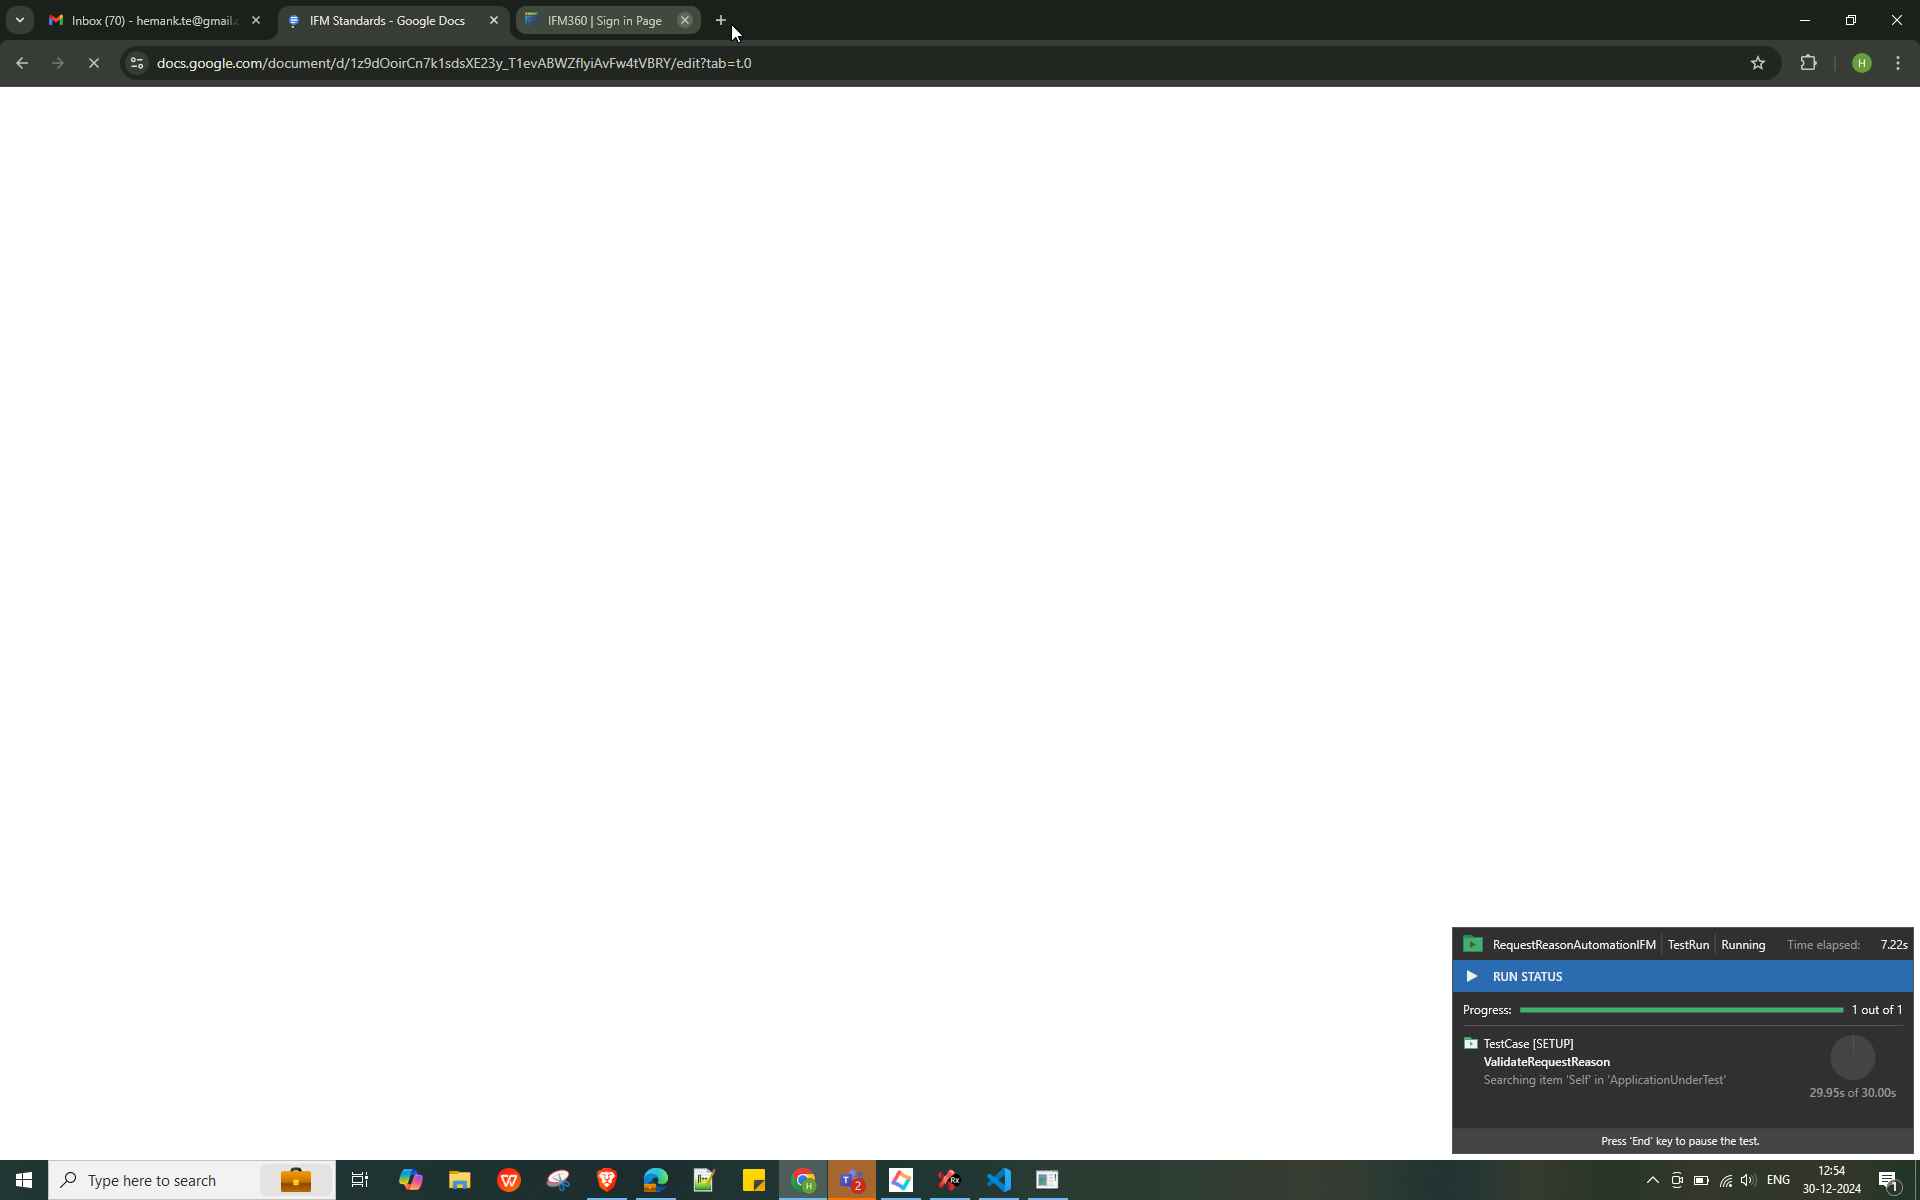 Inbox (70) - hemank.te@gmail.
IFM Standards - Google Docs
IFM360 | Sign in Page
docs.google.com/document/d/1z9dOoirCn7k1sdsXE23y_T1evABWZflyiAvFw4tVBRY/edit?tab=t.0
H
RequestReasonAutomationIFM TestRun Running Time elapsed: 7.22s
RUN STATUS
Progress: 1 out of 1
TestCase [SETUP]
ValidateRequestReason
Searching item 'Self' in 'ApplicationUnderTest'
29.95s of 30.00s
Press 'End' key to pause the test.
Type here to search
2
ENG
12:54
30-12-2024
1